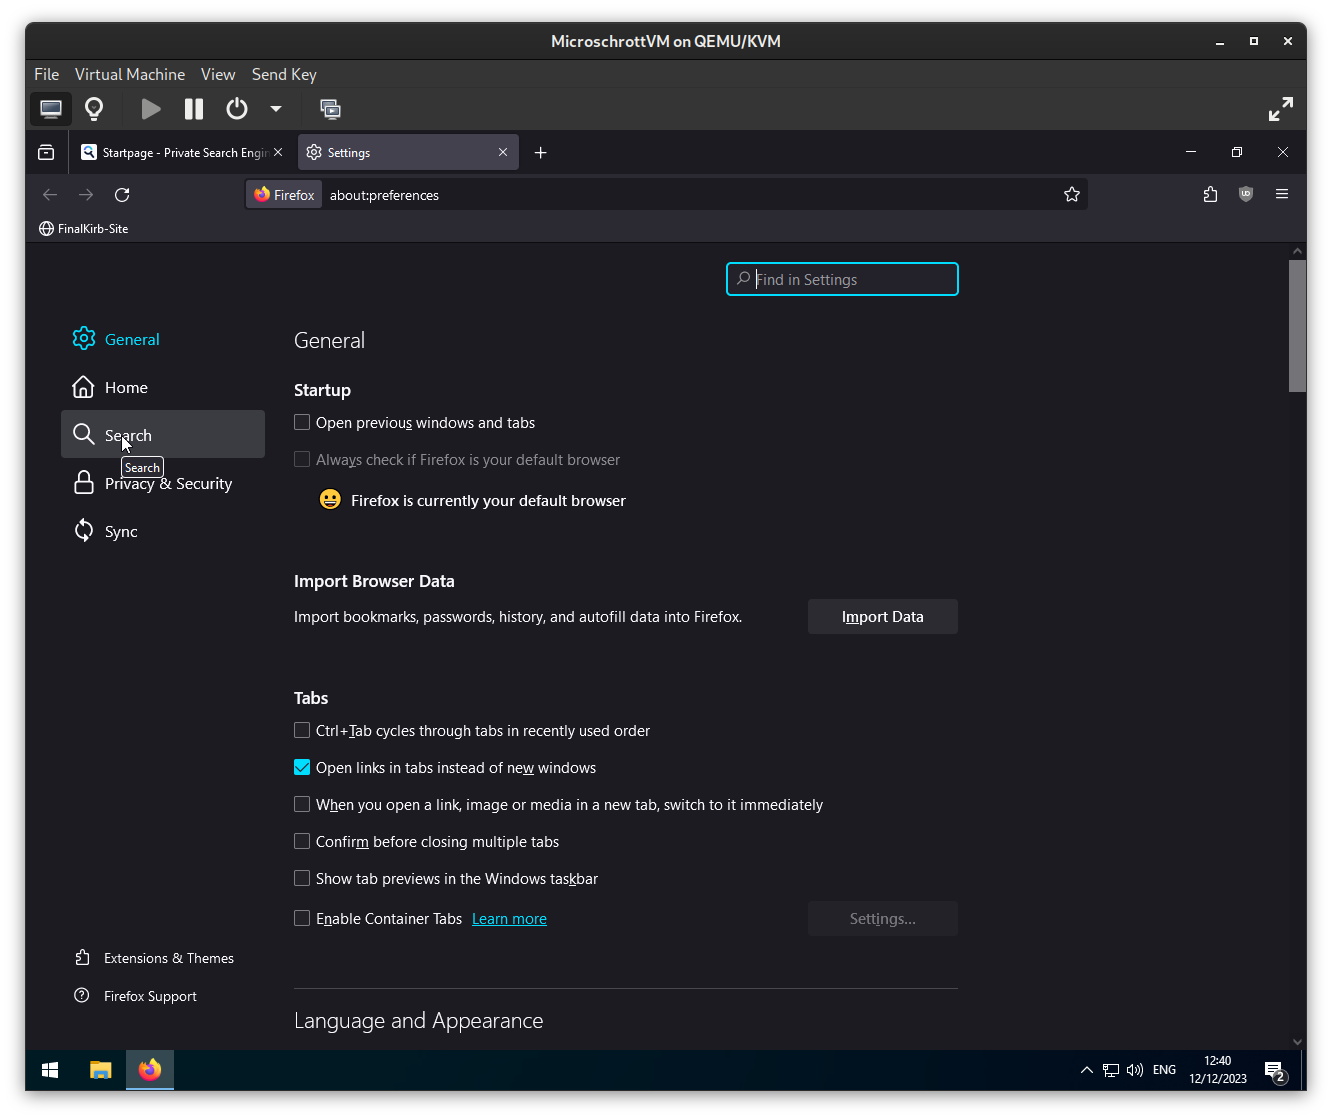 MicroschrottVM on QEMU/KVM
File Virtual Machine View Send Key
Startpage - Private Search Engin
Settings
Firefox about:preferences
FinalKirb-Site
Find in Settings
General
Home
Search
Search
Privacy & Security
Sync
Extensions & Themes
Firefox Support
General
Startup
Open previous windows and tabs
Always check if Firefox is your default browser
Firefox is currently your default browser
Import Browser Data
Import bookmarks, passwords, history, and autofill data into Firefox.
Import Data
Tabs
Ctrl+Tab cycles through tabs in recently used order
Open links in tabs instead of new windows
When you open a link, image or media in a new tab, switch to it immediately
Confirm before closing multiple tabs
Show tab previews in the Windows taskbar
Enable Container Tabs Learn more
Settings...
Language and Appearance
ENG
12:40
12/12/2023
2